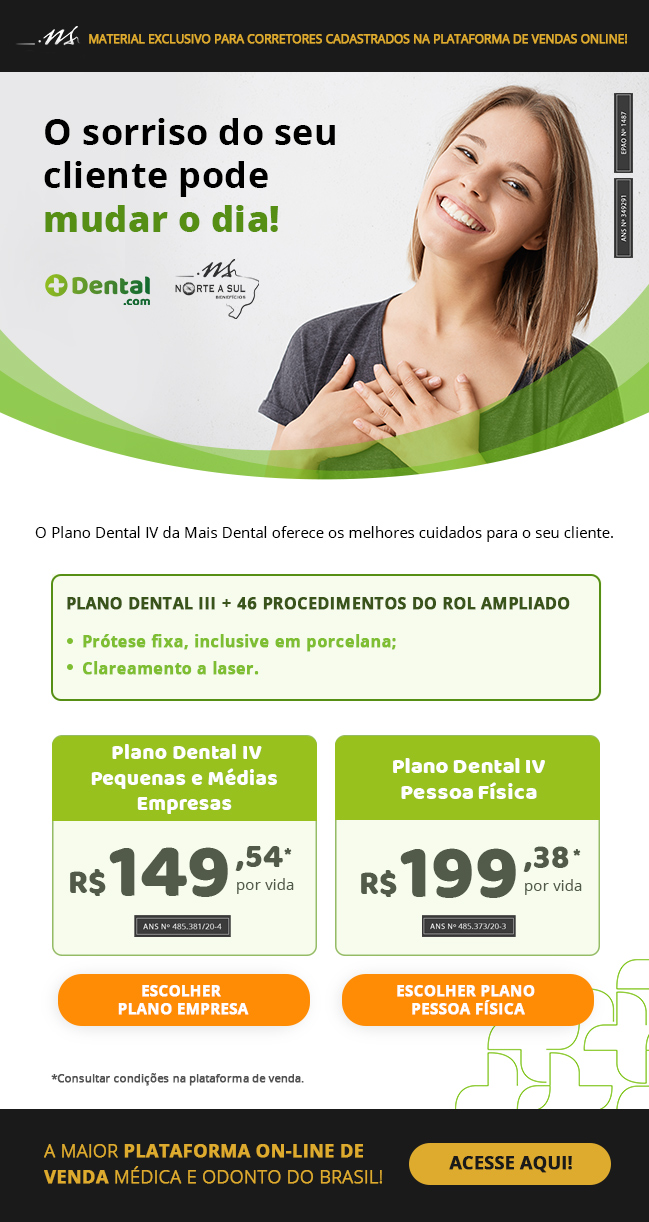 ns MATERIAL EXCLUSIVO PARA CORRETORES CADASTRADOS NA PLATAFORMA DE VENDAS ONLINE!
EPAO Nº 1487
ANS Nº 349291
O sorriso do seu
cliente pode
mudar o dia!
Dental
.com
ns
NORTE A SUL
BENEFÍCIOS
O Plano Dental IV da Mais Dental oferece os melhores cuidados para o seu cliente.
PLANO DENTAL III + 46 PROCEDIMENTOS DO ROL AMPLIADO
• Prótese fixa, inclusive em porcelana;
• Clareamento a laser.
Plano Dental IV
Pequenas e Médias
Empresas
R$149,54*
por vida
ANS Nº 485.381/20-4
ESCOLHER
PLANO EMPRESA
Plano Dental IV
Pessoa Física
R$199,38*
por vida
ANS Nº 485.373/20-3
ESCOLHER PLANO
PESSOA FÍSICA
*Consultar condições na plataforma de venda.
A MAIOR PLATAFORMA ON-LINE DE
VENDA MÉDICA E ODONTO DO BRASIL!
ACESSE AQUI!